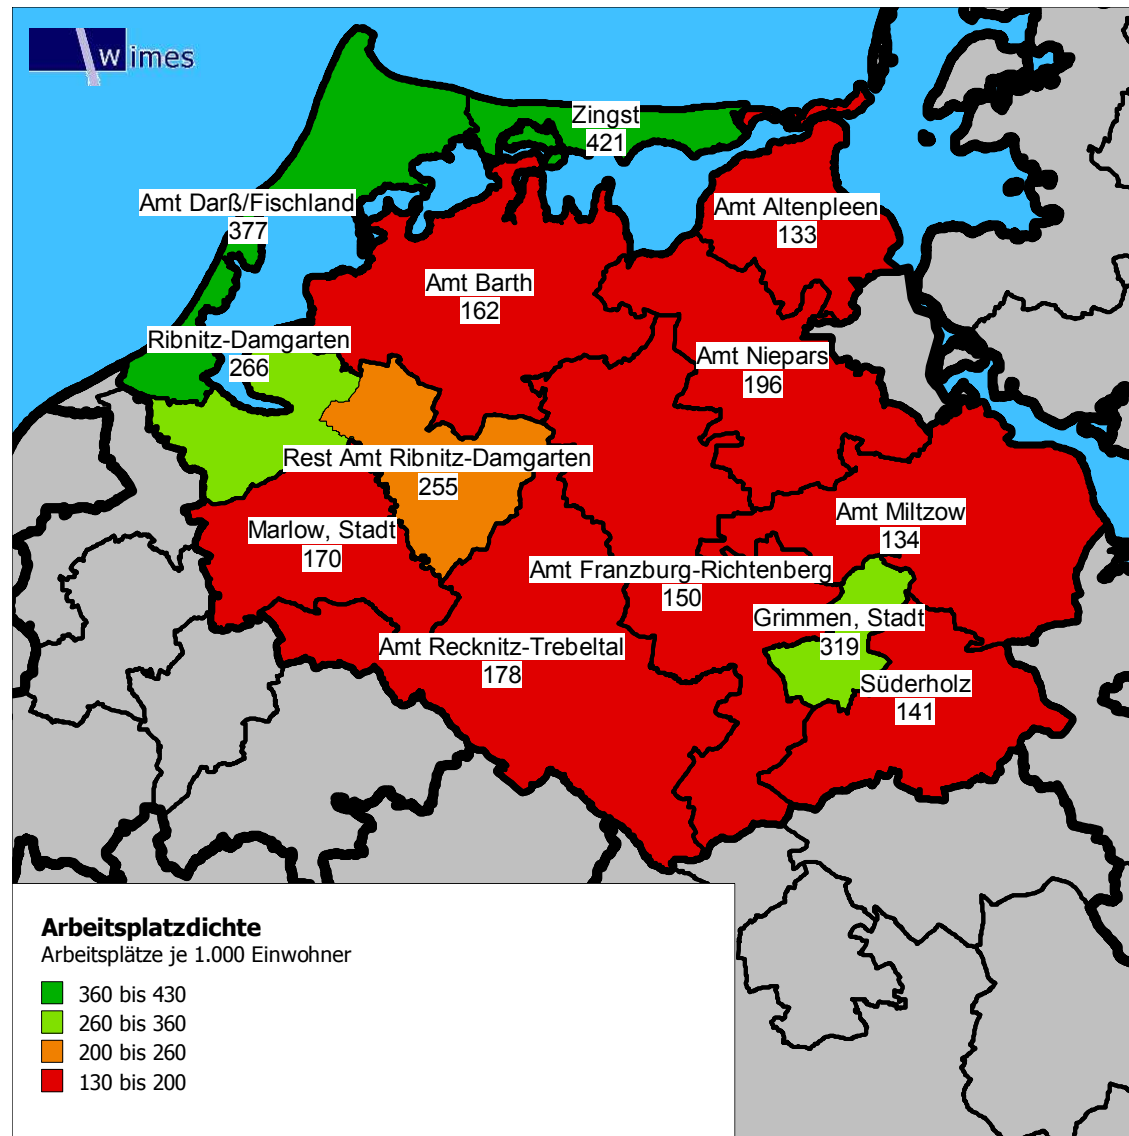 wimes
Zingst
421
Amt Darß/Fischland
377
Amt Altenpleen
133
Amt Barth
162
Ribnitz-Damgarten
266
Amt Niepars
196
Rest Amt Ribnitz-Damgarten
255
Marlow, Stadt
170
Amt Miltzow
134
Amt Franzburg-Richtenberg
150
Grimmen, Stadt
319
Amt Recknitz-Trebeltal
178
Süderholz
141
Arbeitsplatzdichte
Arbeitsplätze je 1.000 Einwohner
360 bis 430
260 bis 360
200 bis 260
130 bis 200